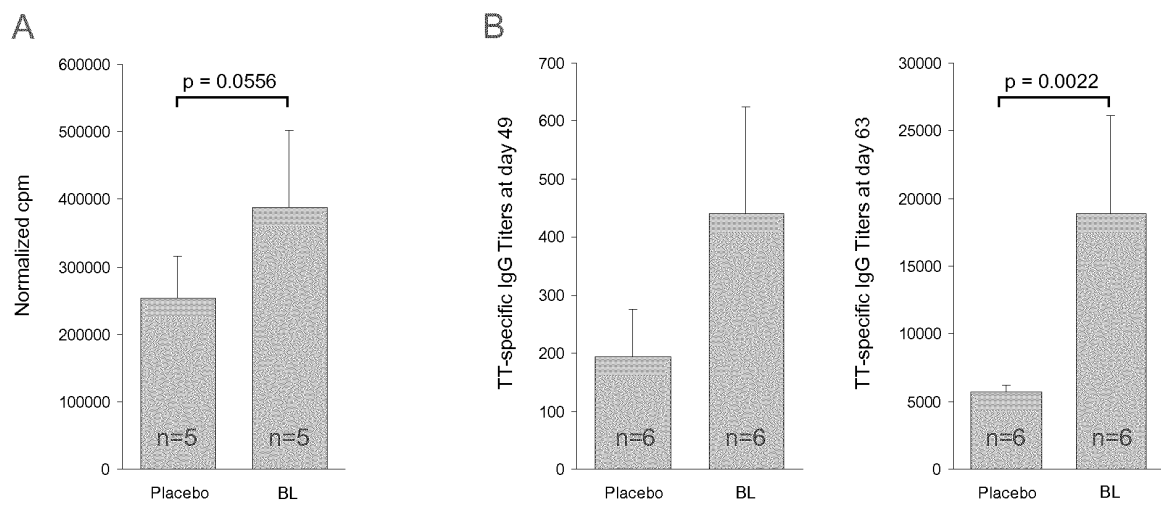 A
Normalized cpm
600000
500000
400000
300000
200000
100000
0
p = 0.0556
n=5
n=5
Placebo
BL
B
TT-specific IgG Titers at day 49
700
600
500
400
300
200
100
0
n=6
n=6
Placebo
BL
TT-specific IgG Titers at day 63
30000
25000
20000
15000
10000
5000
0
p = 0.0022
n=6
n=6
Placebo
BL